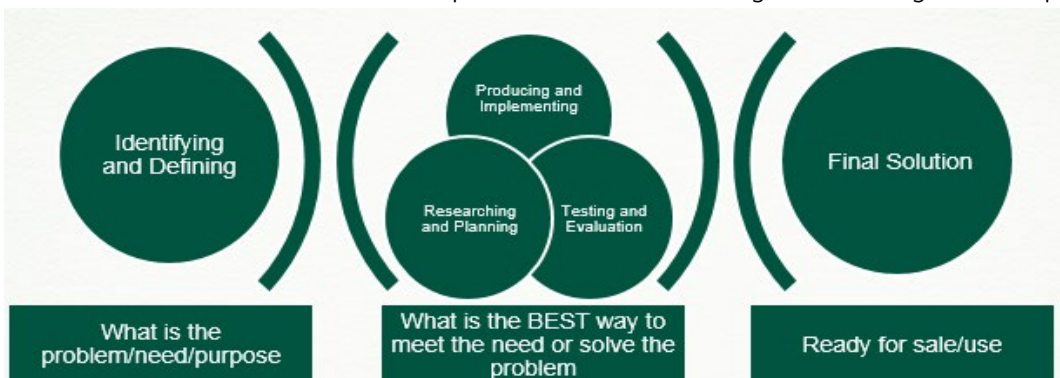 Identifying
and Defining
Producing and
Implementing
Researching
and Planning
Testing and
Evaluation
Final Solution
What is the
problem/need/purpose
What is the BEST way to
meet the need or solve the
problem
Ready for sale/use